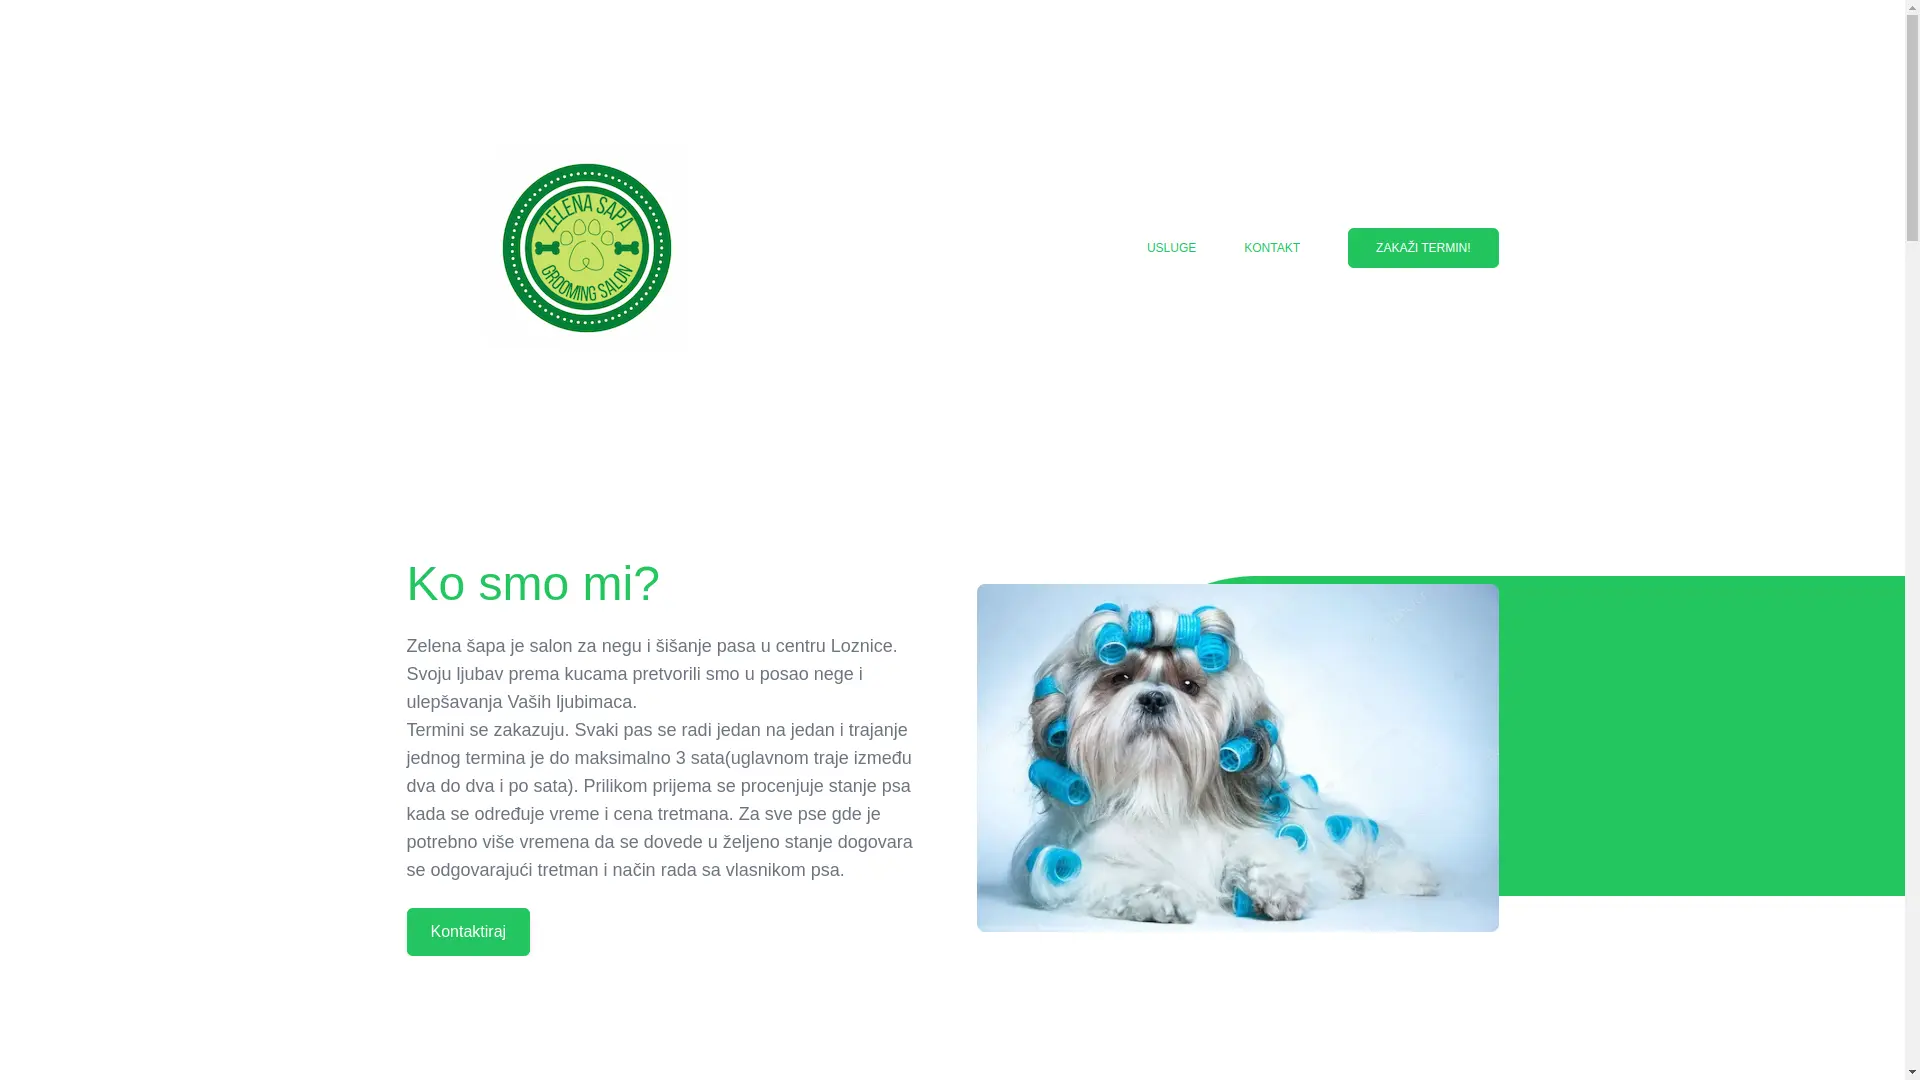 ZELENA SAPA
GROOMING SALON
USLUGE
KONTAKT
ZAKAŽI TERMIN!
Ko smo mi?
Zelena šapa je salon za negu i šišanje pasa u centru Loznice.
Svoju ljubav prema kucama pretvorili smo u posao nege i
ulepšavanja Vaših ljubimaca.
Termini se zakazuju. Svaki pas se radi jedan na jedan i trajanje
jednog termina je do maksimalno 3 sata(uglavnom traje između
dva do dva i po sata). Prilikom prijema se procenjuje stanje psa
kada se određuje vreme i cena tretmana. Za sve pse gde je
potrebno više vremena da se dovede u željeno stanje dogovara
se odgovarajući tretman i način rada sa vlasnikom psa.
Kontaktiraj